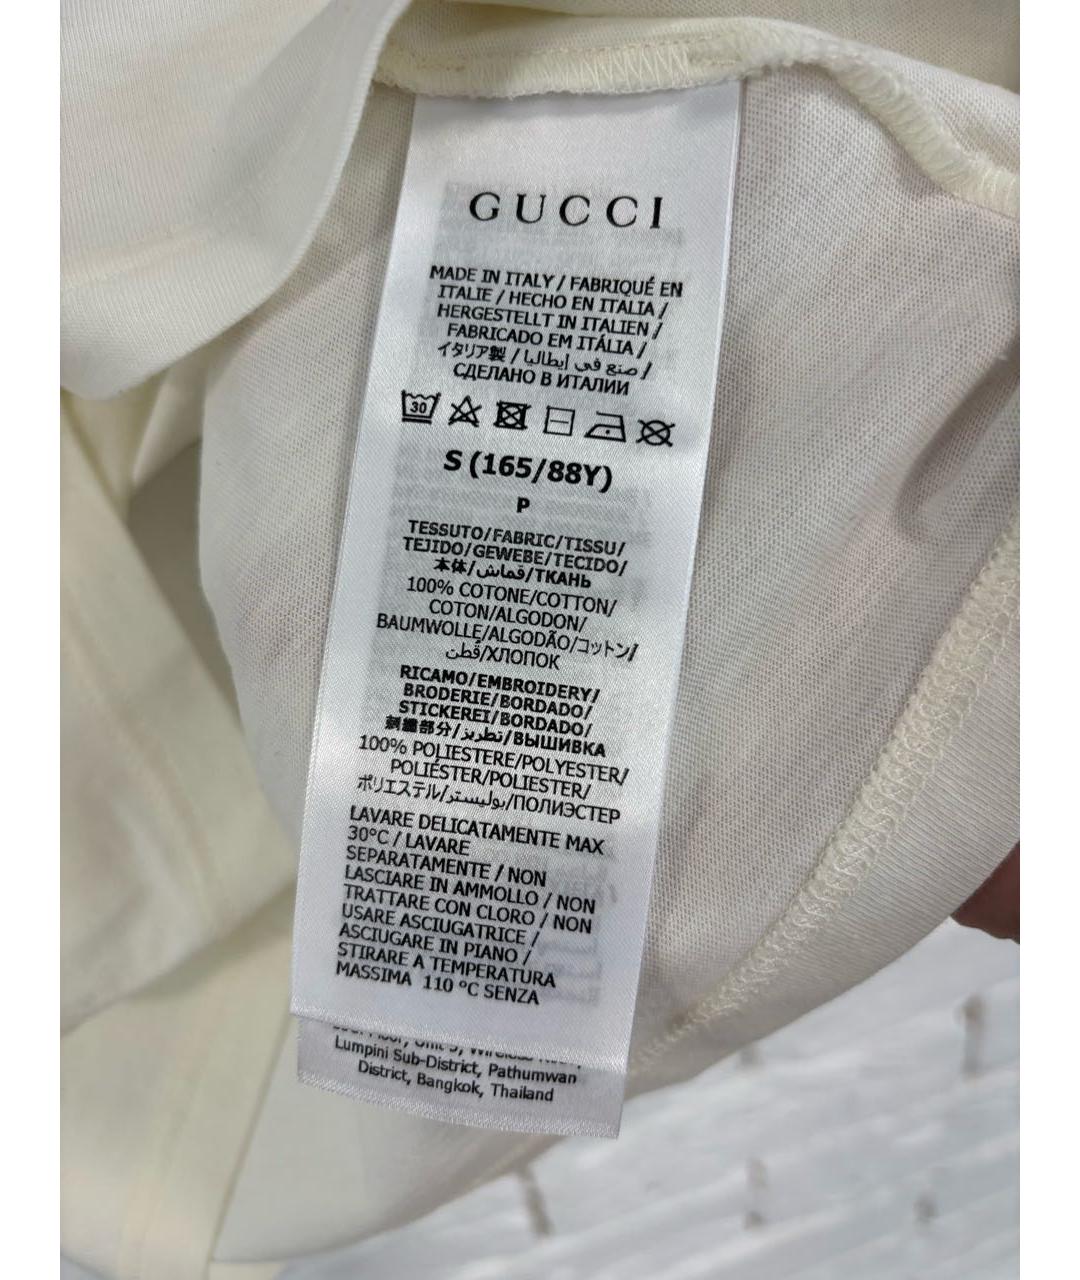 GUCCI
MADE IN ITALY / FABRIQUÉ EN
ITALIE / HECHO EN ITALIA /
HERGESTELLT IN ITALIEN /
FABRICADO EM ITÁLIA /
イタリア製 / صنع في إيطاليا /
СДЕЛАНО В ИТАЛИИ
30
S (165/88Y)
P
TESSUTO/FABRIC/TISSU/
TEJIDO/GEWEBE/TECIDO/
本体/قماش/ТКАНЬ
100% COTONE/COTTON/
COTON/ALGODON/
BAUMWOLLE/ALGODÃO/コットン/
قطن/ХЛОПОК
RICAMO/EMBROIDERY/
BRODERIE/BORDADO/
STICKEREI/BORDADO/
刺繍部分/تطريز/ВЫШИВКА
100% POLIESTERE/POLYESTER/
POLIÉSTER/POLIESTER/
ポリエステル/بوليستر/ПОЛИЭСТЕР
LAVARE DELICATAMENTE MAX
30°C / LAVARE
SEPARATAMENTE / NON
LASCIARE IN AMMOLLO / NON
TRATTARE CON CLORO / NON
USARE ASCIUGATRICE /
ASCIUGARE IN PIANO /
STIRARE A TEMPERATURA
MASSIMA 110 °C SENZA
Lumpini Sub-District, Pathumwan
District, Bangkok, Thailand